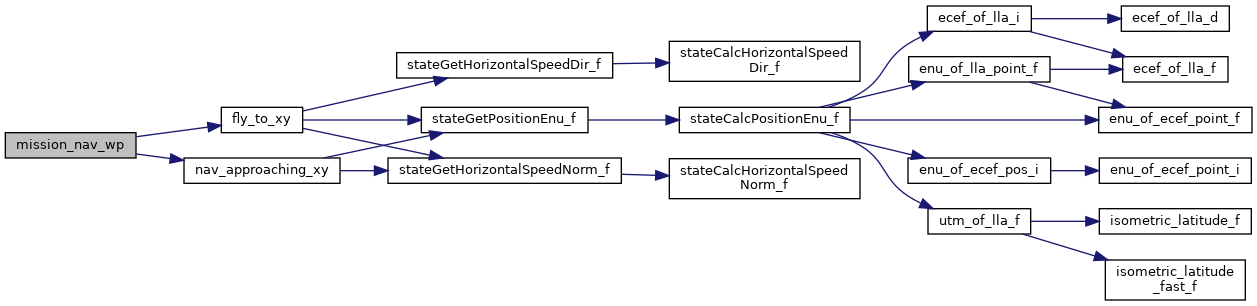 mission_nav_wp
fly_to_xy
nav_approaching_xy
stateGetHorizontalSpeedDir_f
stateGetPositionEnu_f
stateGetHorizontalSpeedNorm_f
stateCalcHorizontalSpeed
Dir_f
stateCalcPositionEnu_f
stateCalcHorizontalSpeed
Norm_f
ecef_of_lla_i
enu_of_lla_point_f
enu_of_ecef_pos_i
utm_of_lla_f
ecef_of_lla_d
ecef_of_lla_f
enu_of_ecef_point_f
enu_of_ecef_point_i
isometric_latitude_f
isometric_latitude
_fast_f